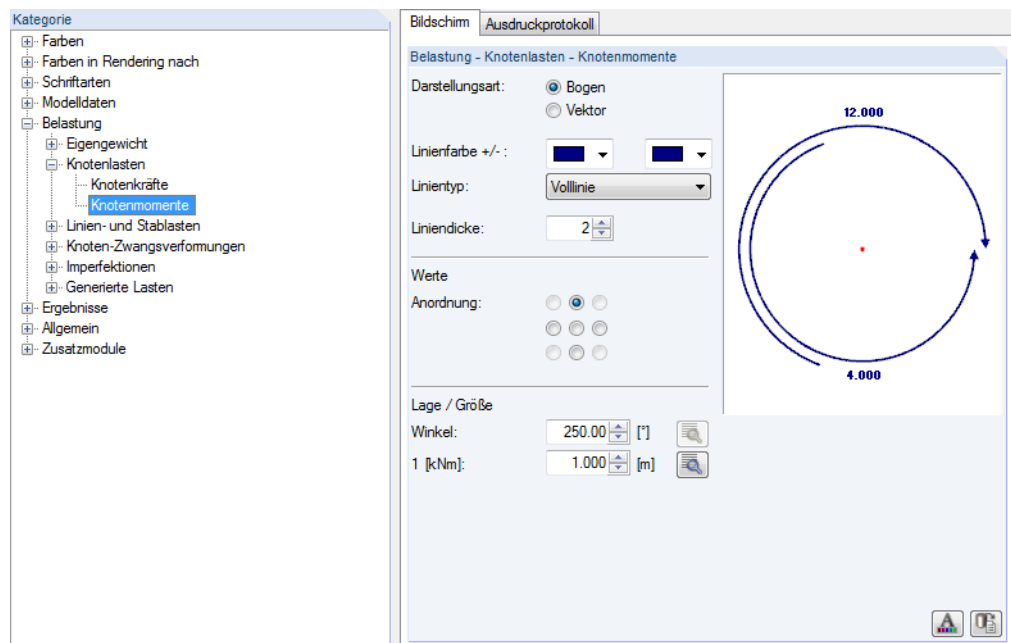 Kategorie
Farben
Farben in Rendering nach
Schriftarten
Modelldaten
Belastung
Eigengewicht
Knotenlasten
Knotenkräfte
Knotenmomente
Linien- und Stablasten
Knoten-Zwangsverformungen
Imperfektionen
Generierte Lasten
Ergebnisse
Allgemein
Zusatzmodule
Bildschirm
Ausdruckprotokoll
Belastung - Knotenlasten - Knotenmomente
Darstellungsart:
Bogen
Vektor
Linienfarbe +/- :
Linientyp:
Volllinie
Liniendicke:
2
Werte
Anordnung:
Lage / Größe
Winkel:
250.00
[°]
1 [kNm]:
1.000
[m]
12.000
4.000
A